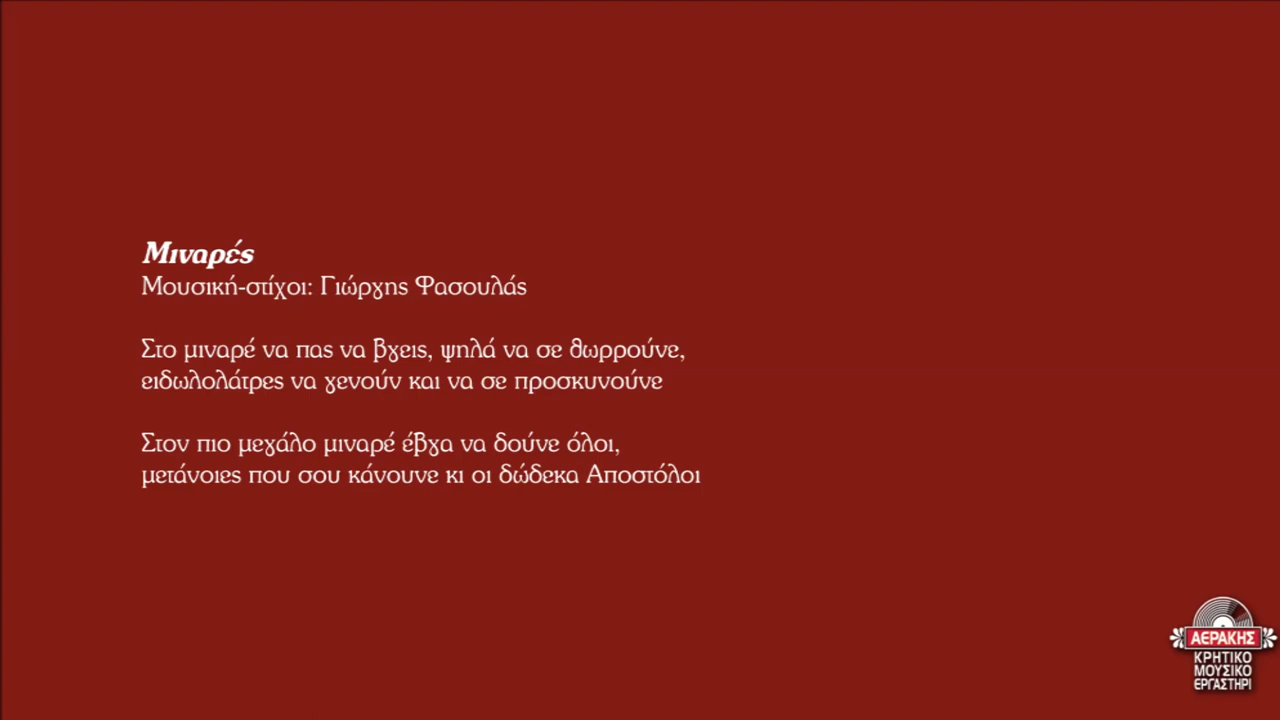 Μιναρές
Μουσική-στίχοι: Γιώργης Φασουλάς
Στο μιναρέ να πας να βγεις, ψηλά να σε θωρρούνε,
ειδωλολάτρες να γενούν και να σε προσκυνούνε
Στον πιο μεγάλο μιναρέ έβγα να δούνε όλοι,
μετάνοιες που σου κάνουνε κι οι δώδεκα Αποστόλοι
ΑΕΡΑΚΗΣ
ΚΡΗΤΙΚΟ
ΜΟΥΣΙΚΟ
ΕΡΓΑΣΤΗΡΙ